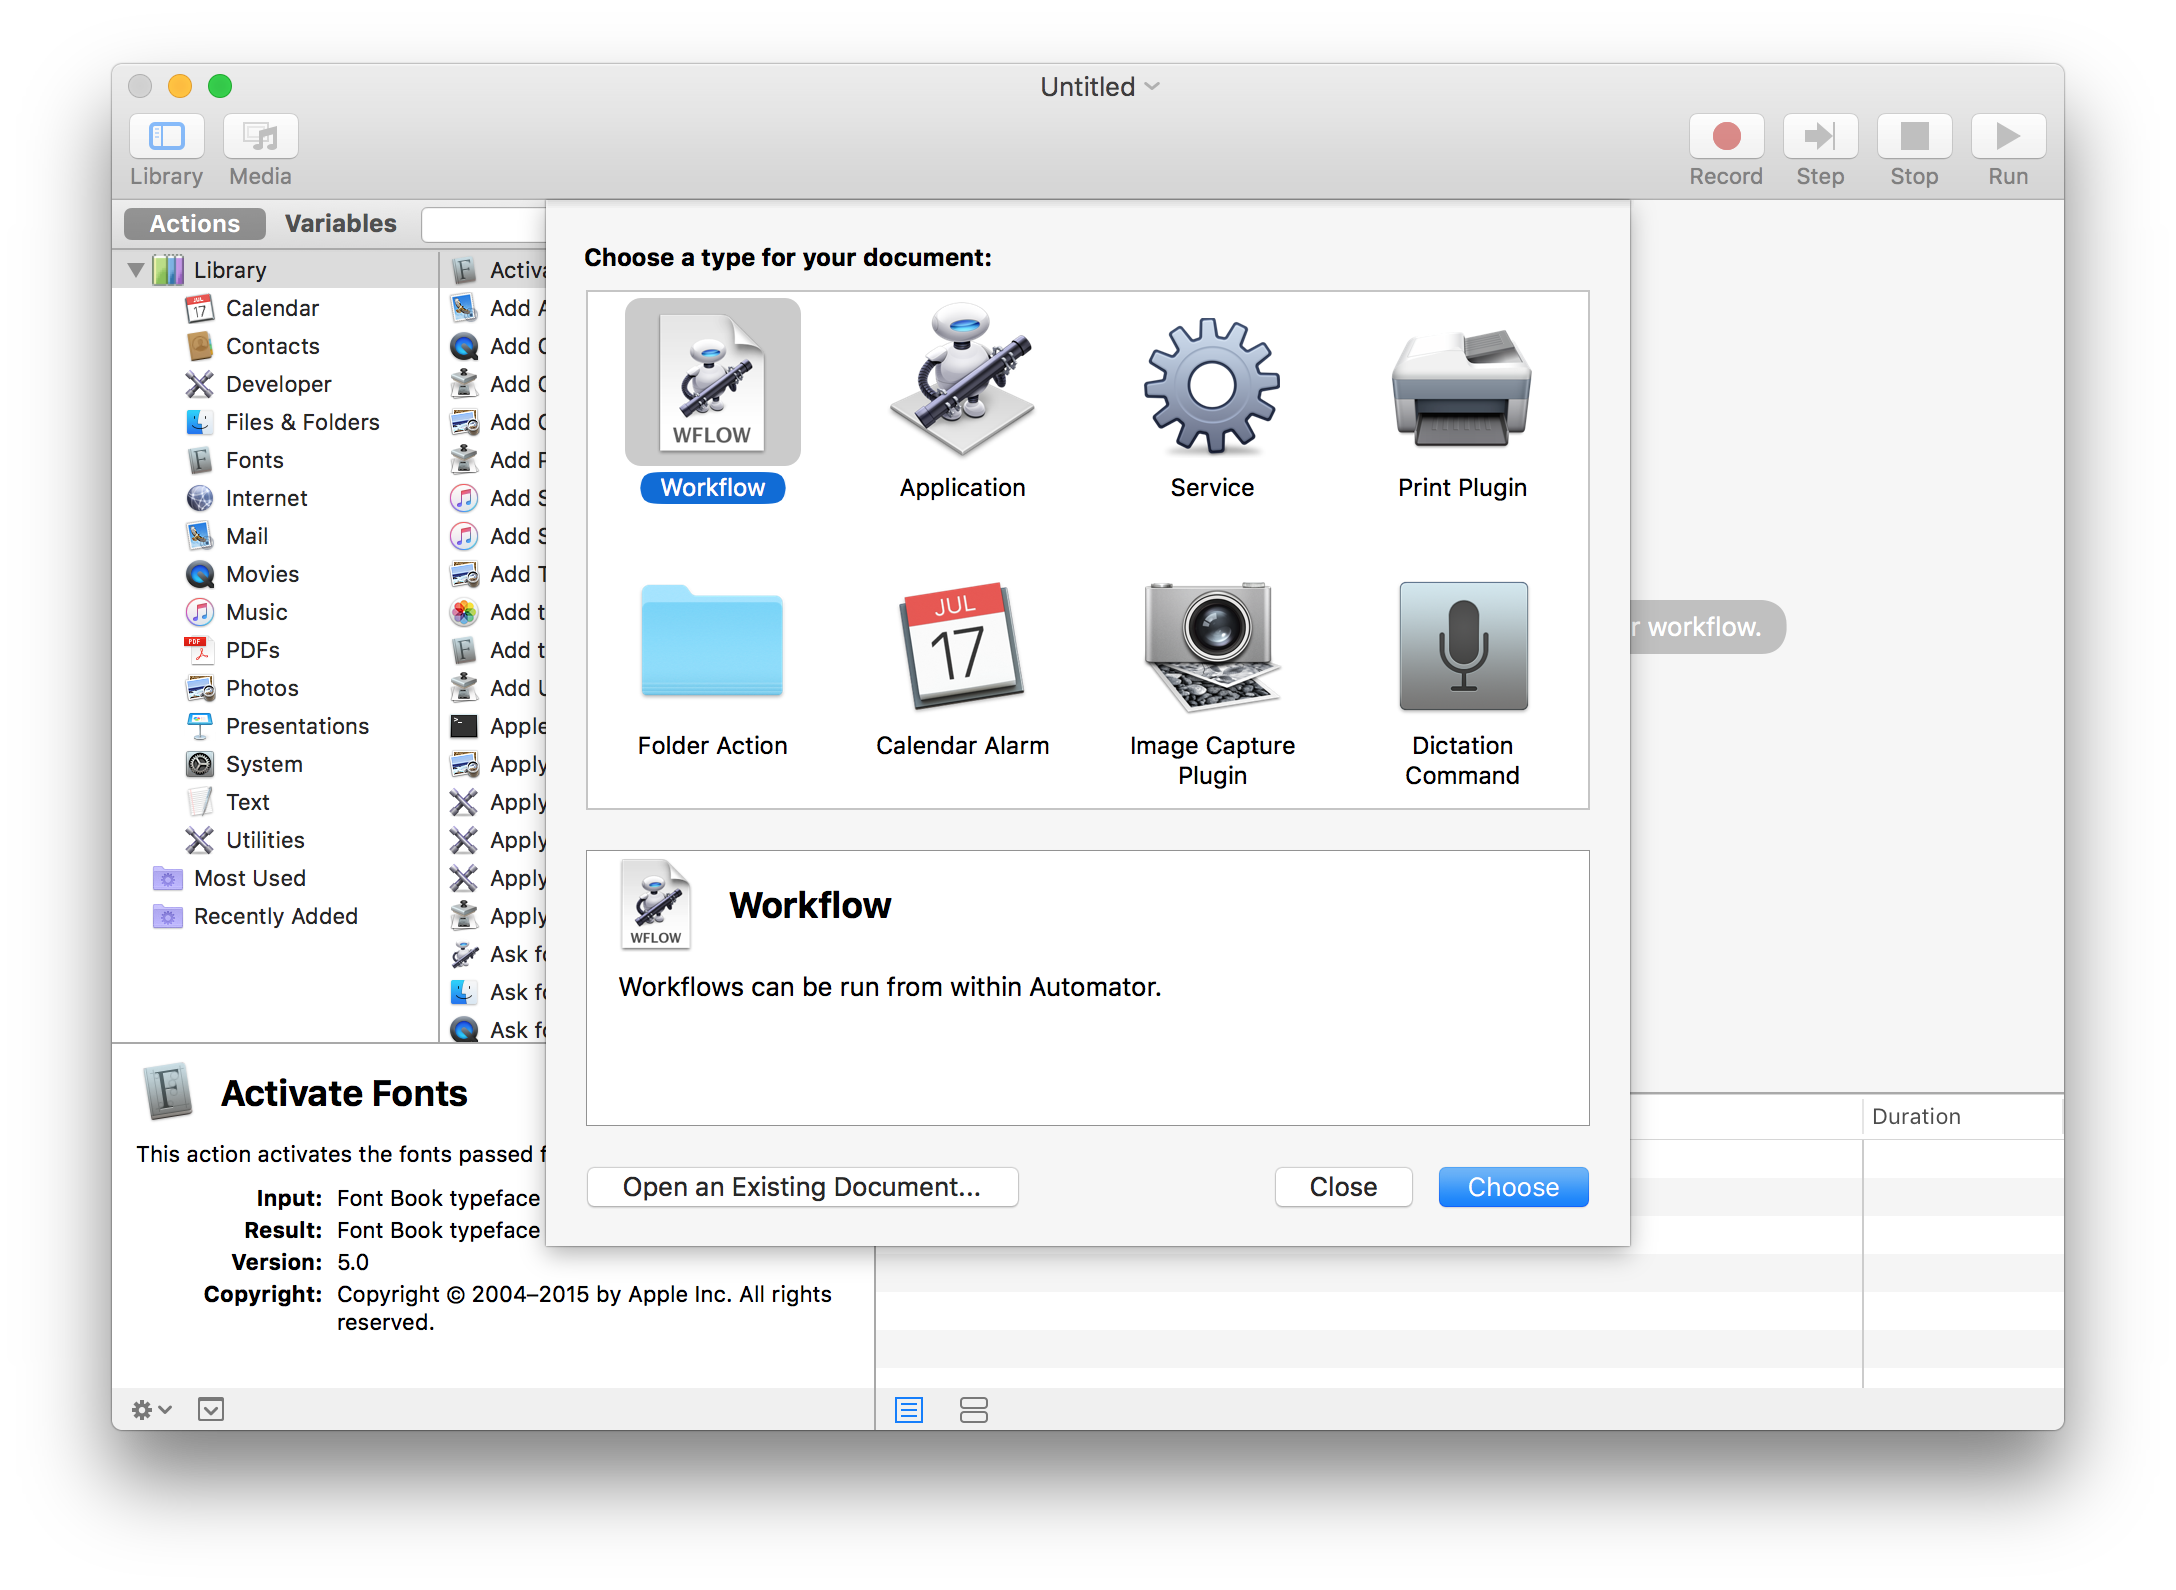 Untitled
Library
Media
Record
Step
Stop
Run
Actions
Variables
Library
Calendar
Contacts
Developer
Files & Folders
Fonts
Internet
Mail
Movies
Music
PDFs
Photos
Presentations
System
Text
Utilities
Most Used
Recently Added
Add
Add
Add
Add
Add
Add
Add
Add
Add
Add
Add
Apple
Apply
Apply
Apply
Apply
Apply
Ask
Ask
Ask
Choose a type for your document:
WFLOW
Workflow
Application
Service
Print Plugin
Folder Action
JUL
17
Calendar Alarm
Image Capture
Plugin
Dictation
Command
WFLOW
Workflow
Workflows can be run from within Automator.
Open an Existing Document...
Close
Choose
r workflow.
Activate Fonts
This action activates the fonts passed
Input: Font Book typeface
Result: Font Book typeface
Version: 5.0
Copyright: Copyright © 2004–2015 by Apple Inc. All rights
reserved.
Duration